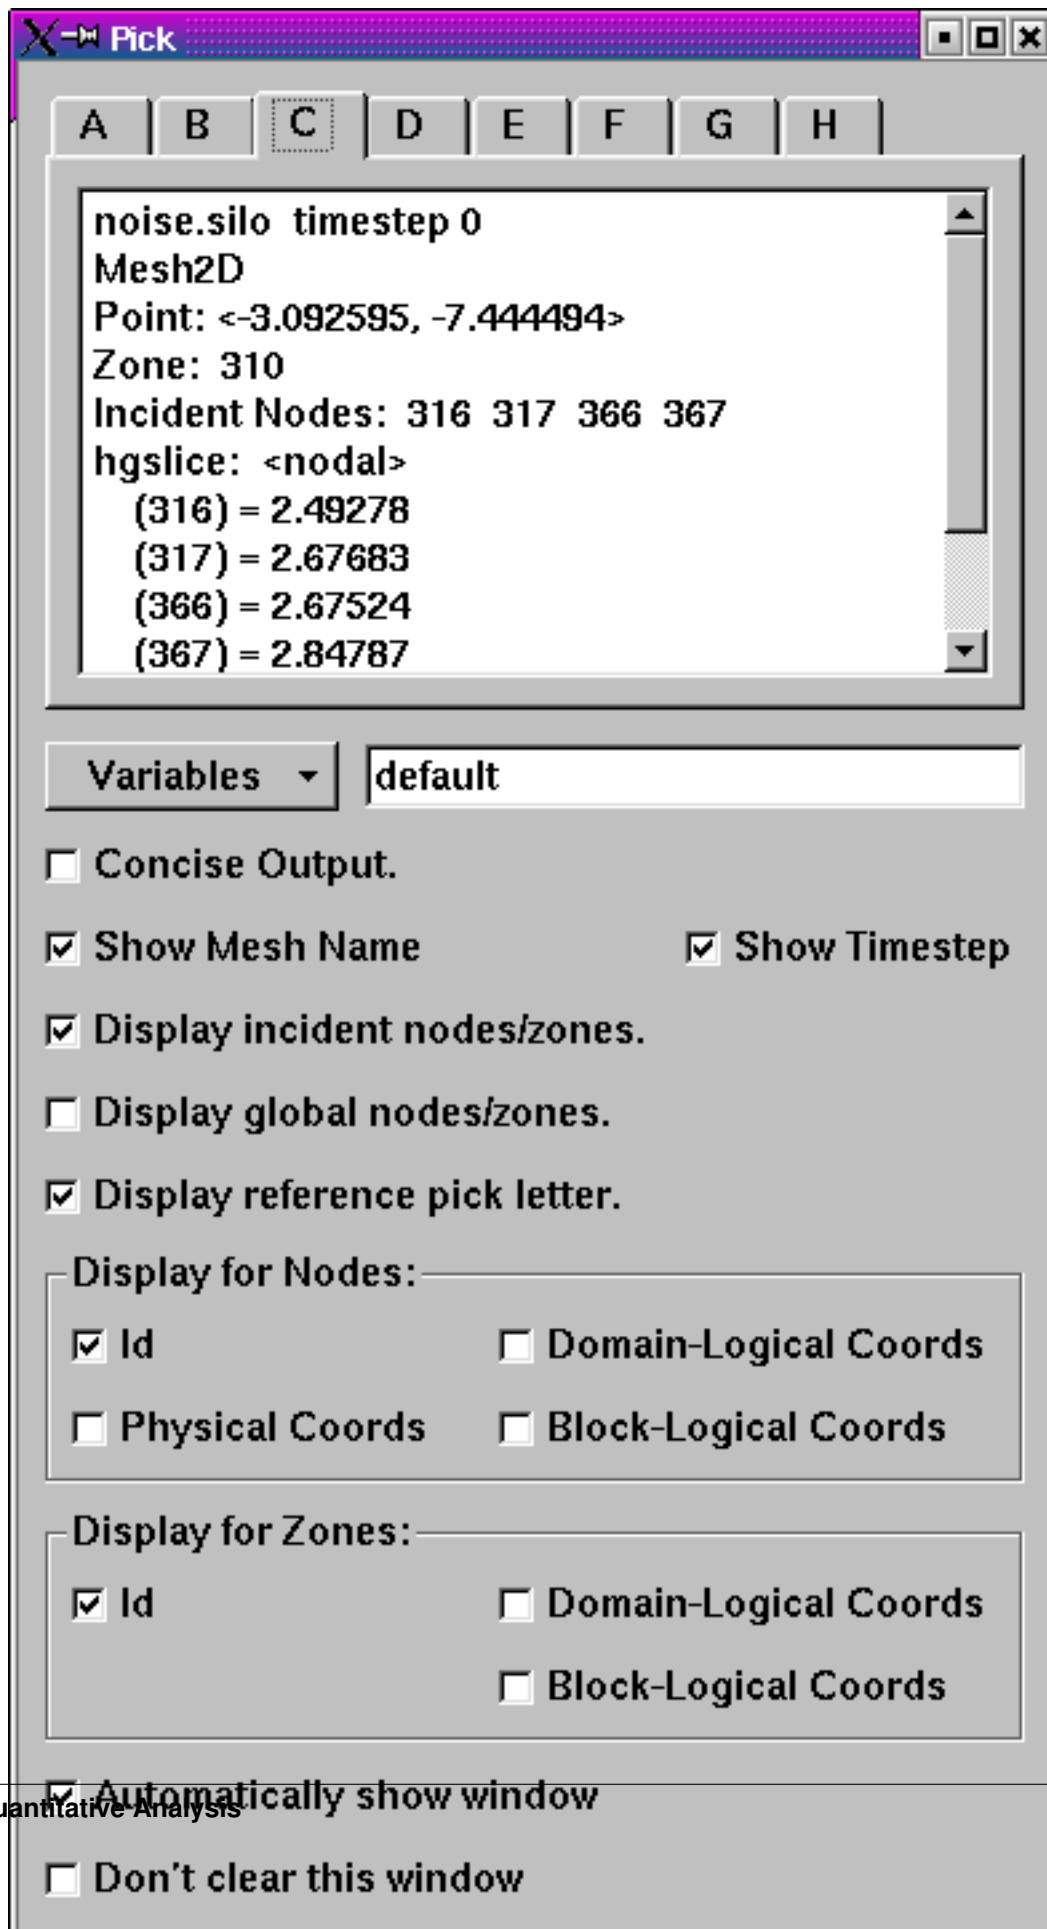 Pick
A B C D E F G H
noise.silo timestep 0
Mesh2D
Point: <-3.092595, -7.444494>
Zone: 310
Incident Nodes: 316 317 366 367
hgslice: <nodal>
(316) = 2.49278
(317) = 2.67683
(366) = 2.67524
(367) = 2.84787
Variables default
Concise Output.
Show Mesh Name Show Timestep
Display incident nodes/zones.
Display global nodes/zones.
Display reference pick letter.
Display for Nodes:
Id Domain-Logical Coords
Physical Coords Block-Logical Coords
Display for Zones:
Id Domain-Logical Coords
Block-Logical Coords
Automatically show window
uantitative Analysis
Don't clear this window